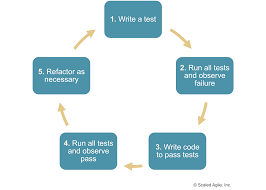 1. Write a test
2. Run all tests
and observe
failure
3. Write code
to pass tests
4. Run all tests
and observe
pass
5. Refactor as
necessary
© Scaled Agile, Inc.